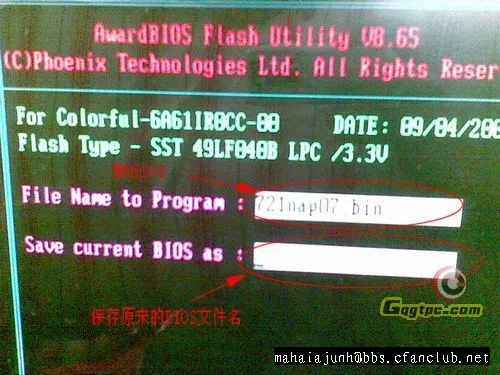 AwardBIOS Flash Utility V8.65
(C)Phoenix Technologies Ltd. All Rights Reser
For Colorful-6A61IR0CC-00 DATE: 09/04/200
Flash Type - SST 49LF040B LPC /3.3V
File Name to Program : 721nap07.bin
Save current BIOS as :
Gqgtpc.com
保存原来的BIOS文件名
mahaiajunh@bbs.cfanclub.net